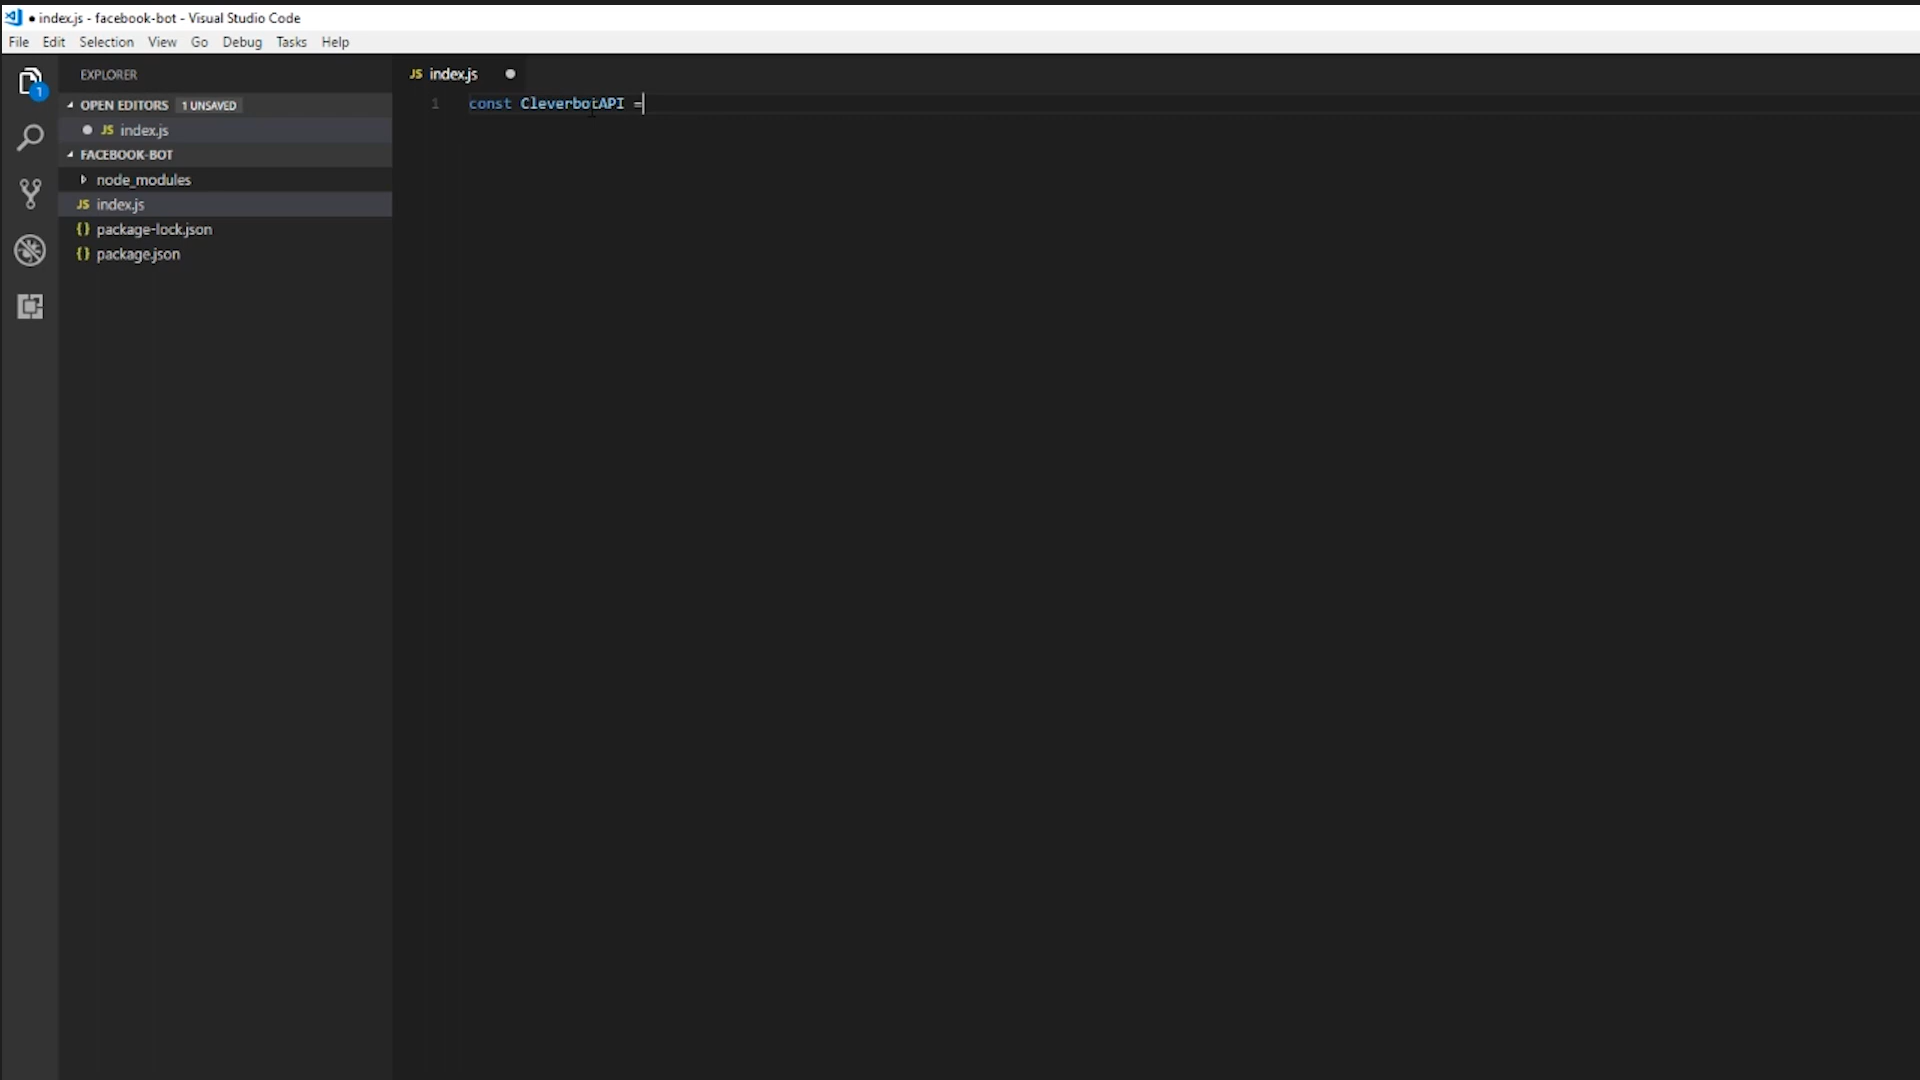 ● index.js - facebook-bot - Visual Studio Code
File Edit Selection View Go Debug Tasks Help
EXPLORER
1
OPEN EDITORS 1 UNSAVED
JS index.js
FACEBOOK-BOT
node_modules
JS index.js
{} package-lock.json
{} package.json
JS index.js ●
1 const CleverbotAPI =